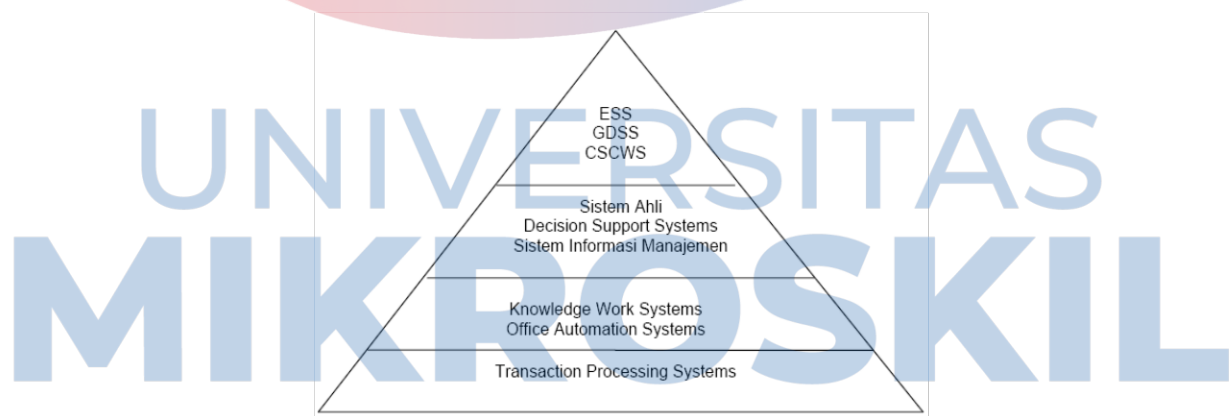 UNIVERSITAS
MIKROSKIL
ESS
GDSS
CSCWS
Sistem Ahli
Decision Support Systems
Sistem Informasi Manajemen
Knowledge Work Systems
Office Automation Systems
Transaction Processing Systems